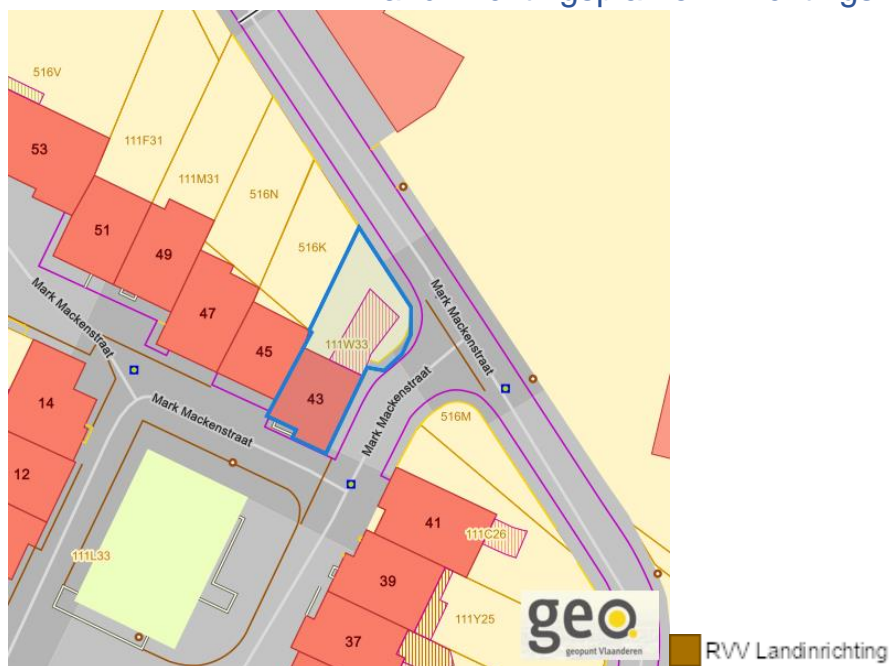 516V
53
111F31
111M31
51
516N
49
516K
Mark Mackenstraat
47
111W33
Mark Mackenstraat
45
43
Mark Mackenstraat
14
Mark Mackenstraat
516M
12
41
111C26
111L33
39
111Y25
37
geo
geopunt Vlaanderen
RVV Landinrichting